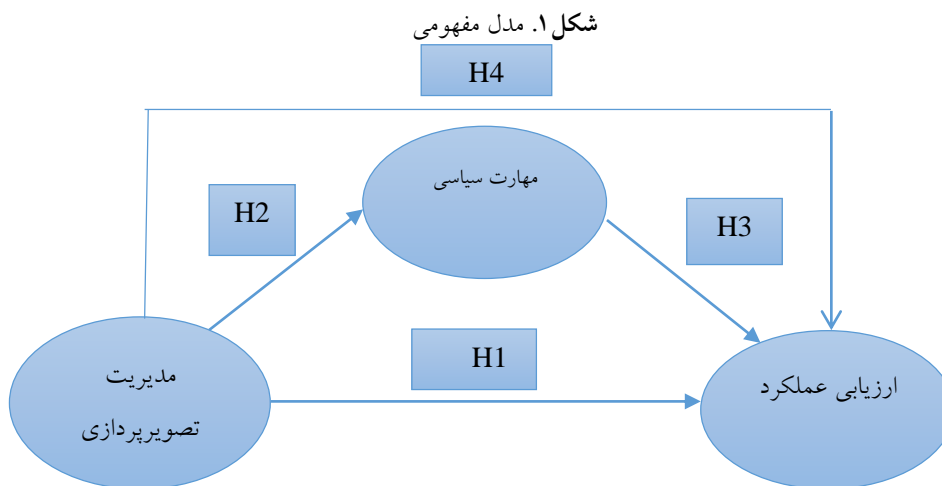 شکل۱. مدل مفهومی
H4
مهارت سیاسی
H2
H3
H1
مدیریت
تصویرپردازی
ارزیابی عملکرد